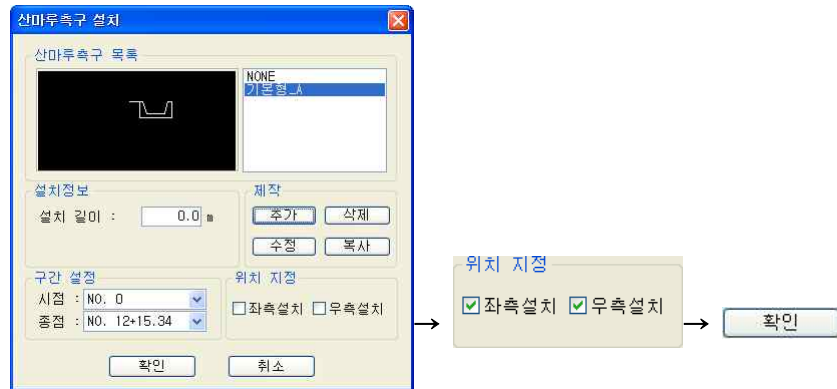 산마루측구 설치
산마루측구 목록
NONE
기본형_A
설치정보
설치 길이 : 0.0 m
제작
추가 삭제
수정 복사
구간 설정
시점 : NO. 0
종점 : NO. 12+15.34
위치 지정
좌측설치 우측설치
확인 취소
→
위치 지정
좌측설치 우측설치
→
확인